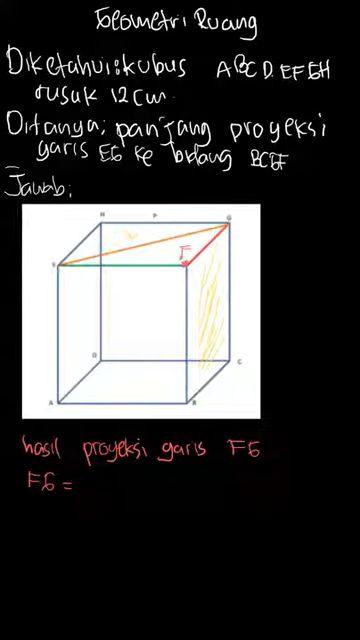 Geometri Ruang
Diketahui: kubus ABCD.EFGH
rusuk 12 cm.
Ditanya; panjang proyeksi
garis EG ke bidang BCGF
Jawab;
H P G
E F
D C
A B
hasil proyeksi garis FG
FG =